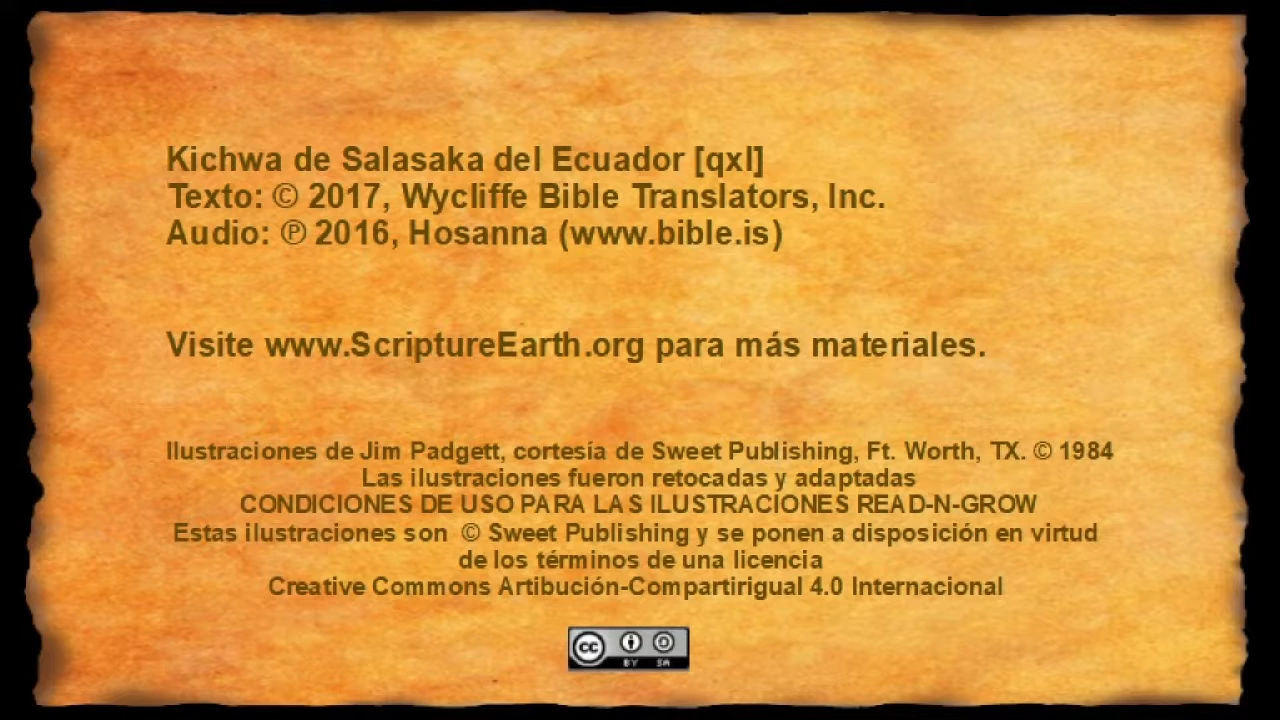 Kichwa de Salasaka del Ecuador [qxl]
Texto: © 2017, Wycliffe Bible Translators, Inc.
Audio: ℗ 2016, Hosanna (www.bible.is)
Visite www.ScriptureEarth.org para más materiales.
Ilustraciones de Jim Padgett, cortesía de Sweet Publishing, Ft. Worth, TX. © 1984
Las ilustraciones fueron retocadas y adaptadas
CONDICIONES DE USO PARA LAS ILUSTRACIONES READ-N-GROW
Estas ilustraciones son © Sweet Publishing y se ponen a disposición en virtud
de los términos de una licencia
Creative Commons Artibución-Compartirigual 4.0 Internacional
cc BY SA